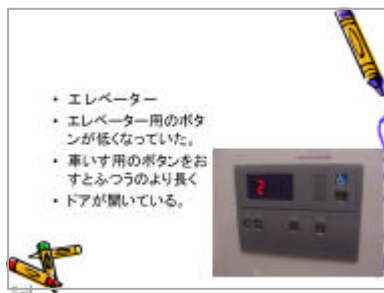 ・ エレベーター
・ エレベーター用のボタ
ンが低くなっていた。
・ 車いす用のボタンをお
すとふつうのより長く
・ ドアが開いている。
2